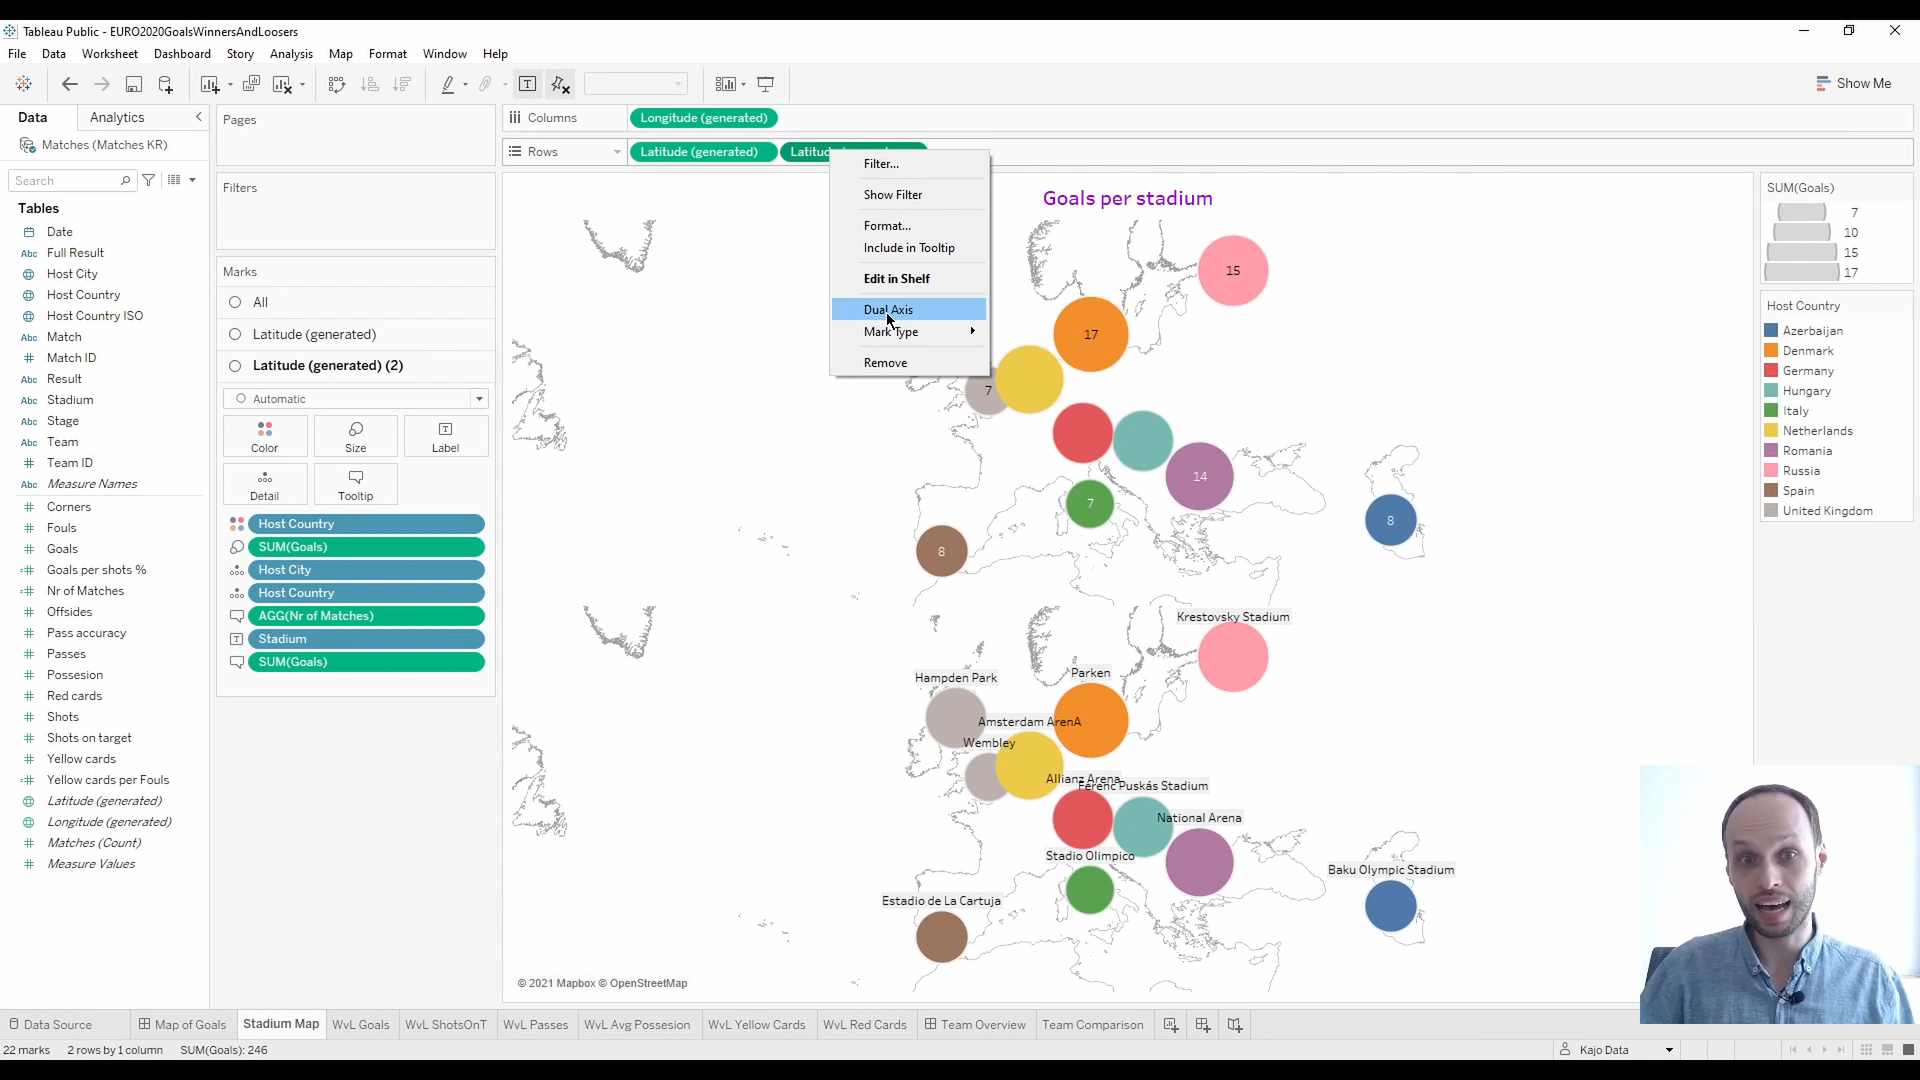 Tableau Public - EURO2020GoalsWinnersAndLoosers
File Data Worksheet Dashboard Story Analysis Map Format Window Help
Show Me
Data Analytics
Matches (Matches KR)
Search
Tables
Date
Abc Full Result
Host City
Host Country
Host Country ISO
Abc Match
# Match ID
Abc Result
Abc Stadium
Abc Stage
Abc Team
# Team ID
Abc Measure Names
# Corners
# Fouls
# Goals
=# Goals per shots %
=# Nr of Matches
# Offsides
# Pass accuracy
# Passes
# Possesion
# Red cards
# Shots
# Shots on target
# Yellow cards
=# Yellow cards per Fouls
Latitude (generated)
Longitude (generated)
# Matches (Count)
# Measure Values
Pages
Filters
Marks
All
Latitude (generated)
Latitude (generated) (2)
Automatic
Color Size Label
Detail Tooltip
Host Country
SUM(Goals)
Host City
Host Country
AGG(Nr of Matches)
Stadium
SUM(Goals)
Columns Longitude (generated)
Rows Latitude (generated)
Filter...
Show Filter
Format...
Include in Tooltip
Edit in Shelf
Dual Axis
Mark Type
Remove
Goals per stadium
15
17
7
14
7
8
8
Krestovsky Stadium
Hampden Park
Parken
Amsterdam ArenA
Wembley
Allianz Arena
Ferenc Puskás Stadium
National Arena
Stadio Olimpico
Baku Olympic Stadium
Estadio de La Cartuja
© 2021 Mapbox © OpenStreetMap
SUM(Goals)
7
10
15
17
Host Country
Azerbaijan
Denmark
Germany
Hungary
Italy
Netherlands
Romania
Russia
Spain
United Kingdom
Data Source Map of Goals Stadium Map WvL Goals WvL ShotsOnT WvL Passes WvL Avg Possesion WvL Yellow Cards WvL Red Cards Team Overview Team Comparison
22 marks 2 rows by 1 column SUM(Goals): 246
Kajo Data